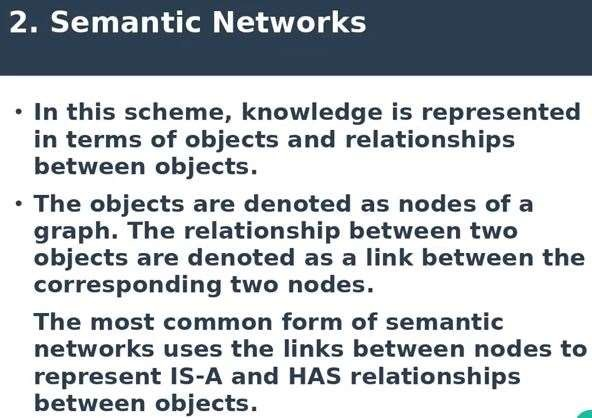 2. Semantic Networks
• In this scheme, knowledge is represented
in terms of objects and relationships
between objects.
• The objects are denoted as nodes of a
graph. The relationship between two
objects are denoted as a link between the
corresponding two nodes.
The most common form of semantic
networks uses the links between nodes to
represent IS-A and HAS relationships
between objects.